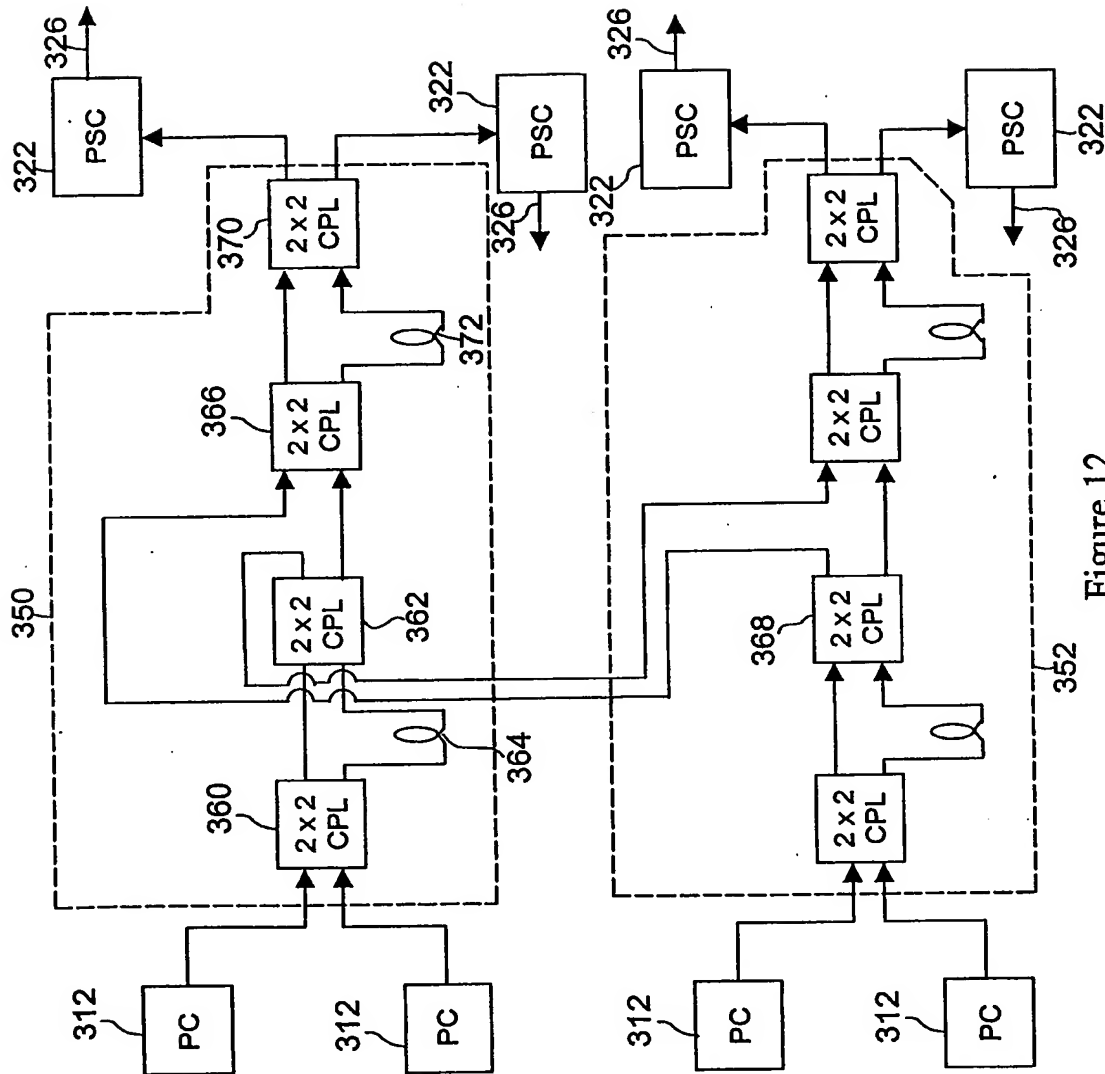 350
360
2 x 2
CPL
364
2 x 2
CPL
362
366
2 x 2
CPL
370
2 x 2
CPL
372
312
PC
312
PC
322
PSC
326
322
PSC
326
352
2 x 2
CPL
368
2 x 2
CPL
2 x 2
CPL
2 x 2
CPL
312
PC
312
PC
322
PSC
326
322
PSC
326
Figure 12